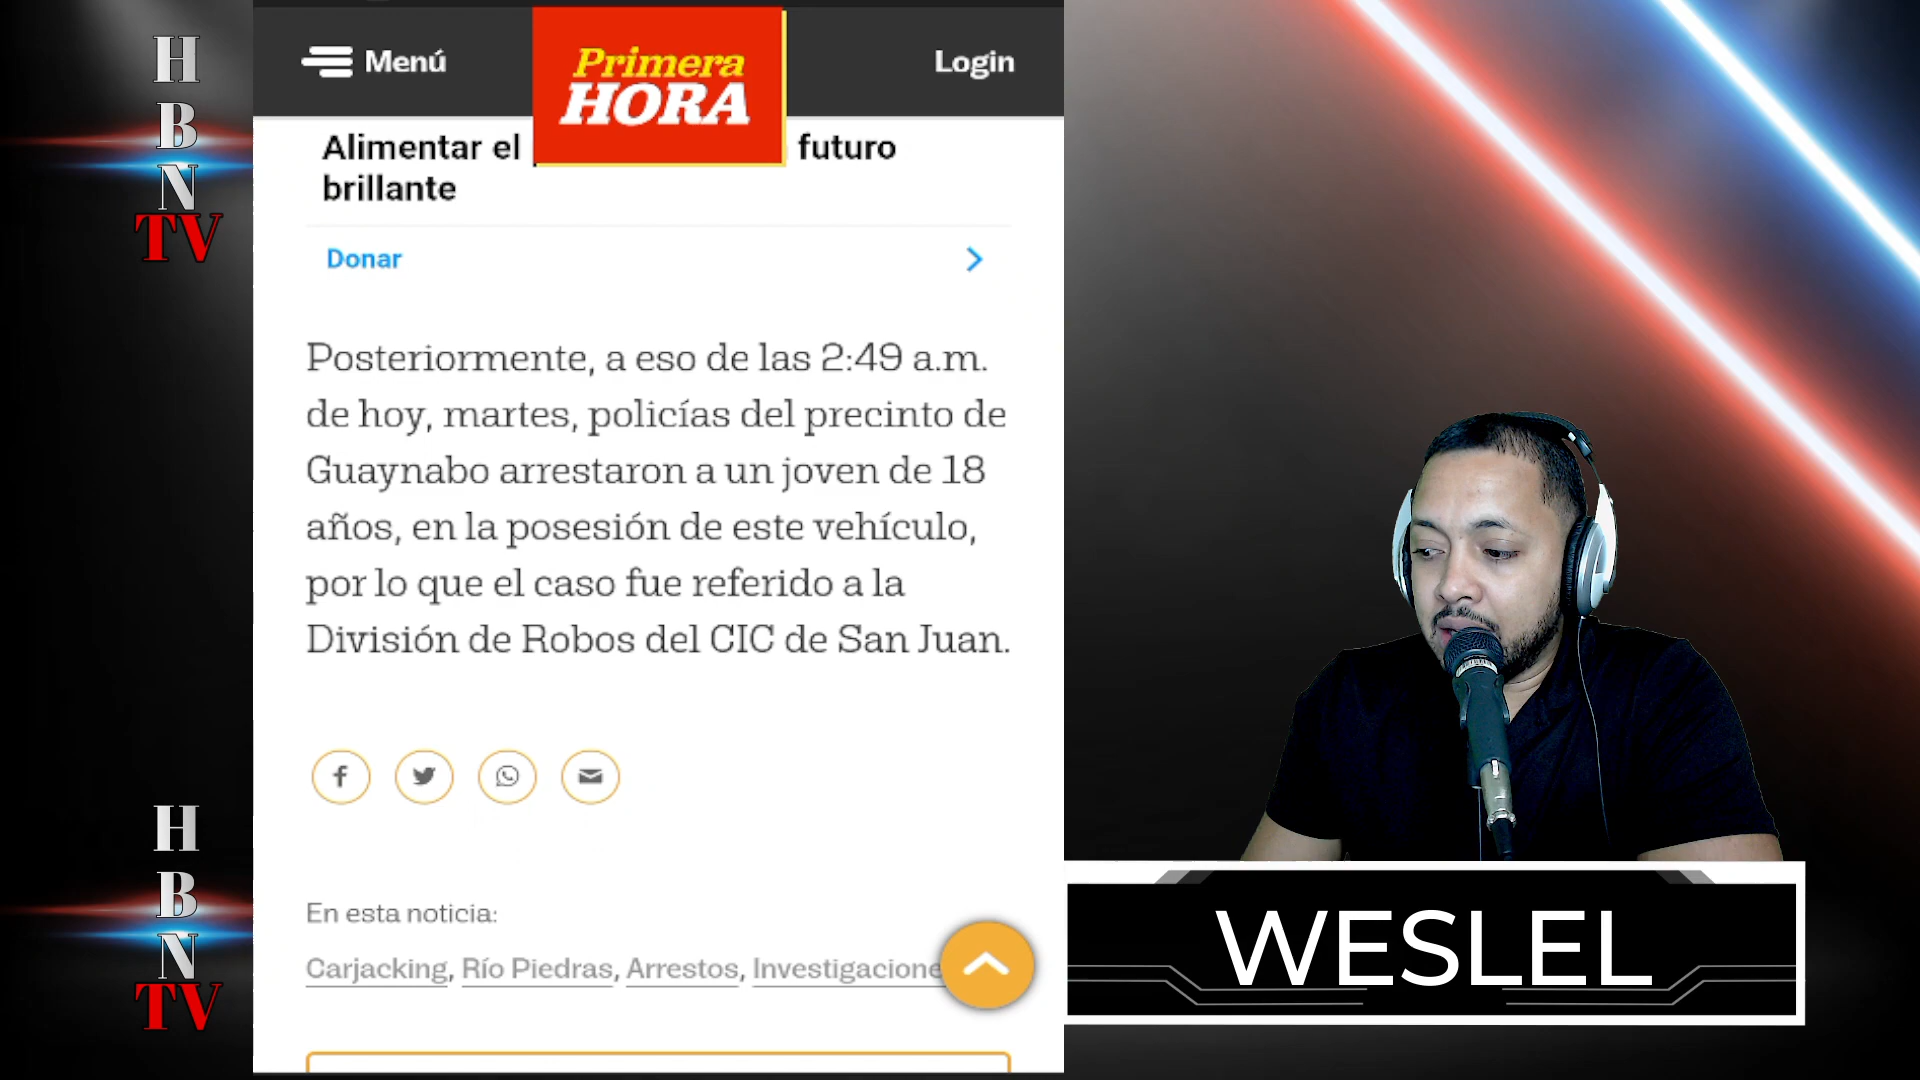 H
B
N
TV
Menú
Primera
HORA
Login
Alimentar el
futuro
brillante
Donar
Posteriormente, a eso de las 2:49 a.m.
de hoy, martes, policías del precinto de
Guaynabo arrestaron a un joven de 18
años, en la posesión de este vehículo,
por lo que el caso fue referido a la
División de Robos del CIC de San Juan.
En esta noticia:
Carjacking, Río Piedras, Arrestos, Investigacione
H
B
N
TV
WESLEL